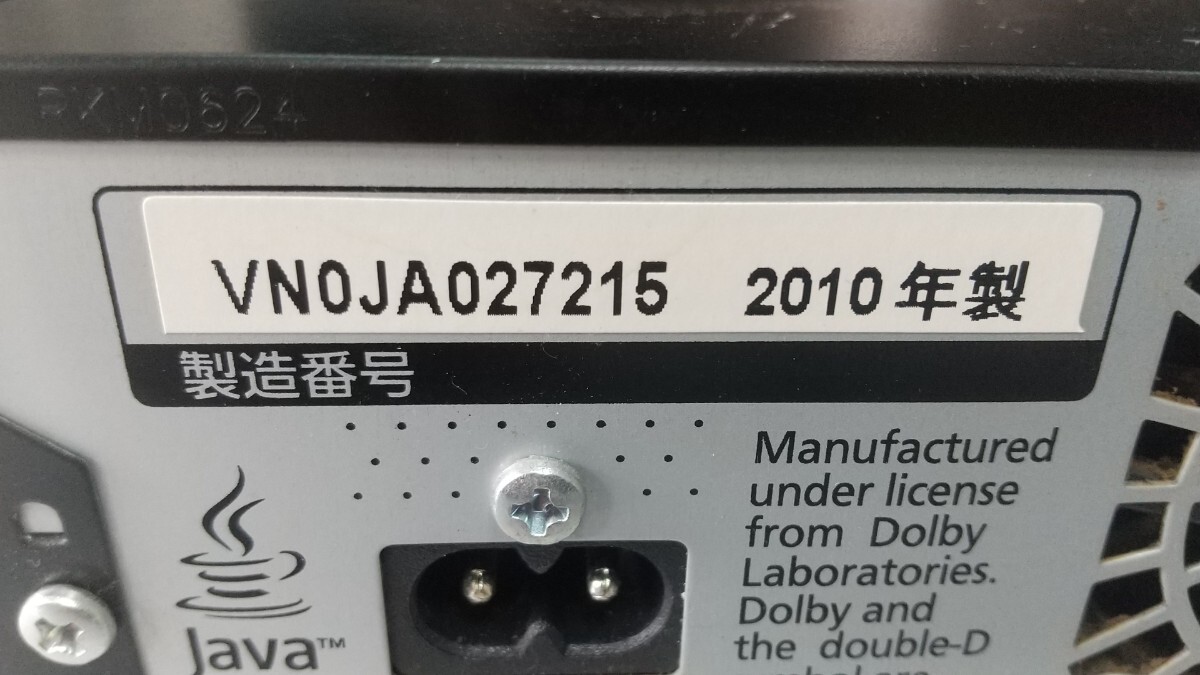 RKM0624
VN0JA027215 2010年製
製造番号
Manufactured
under license
from Dolby
Laboratories.
Dolby and
the double-D
Java™